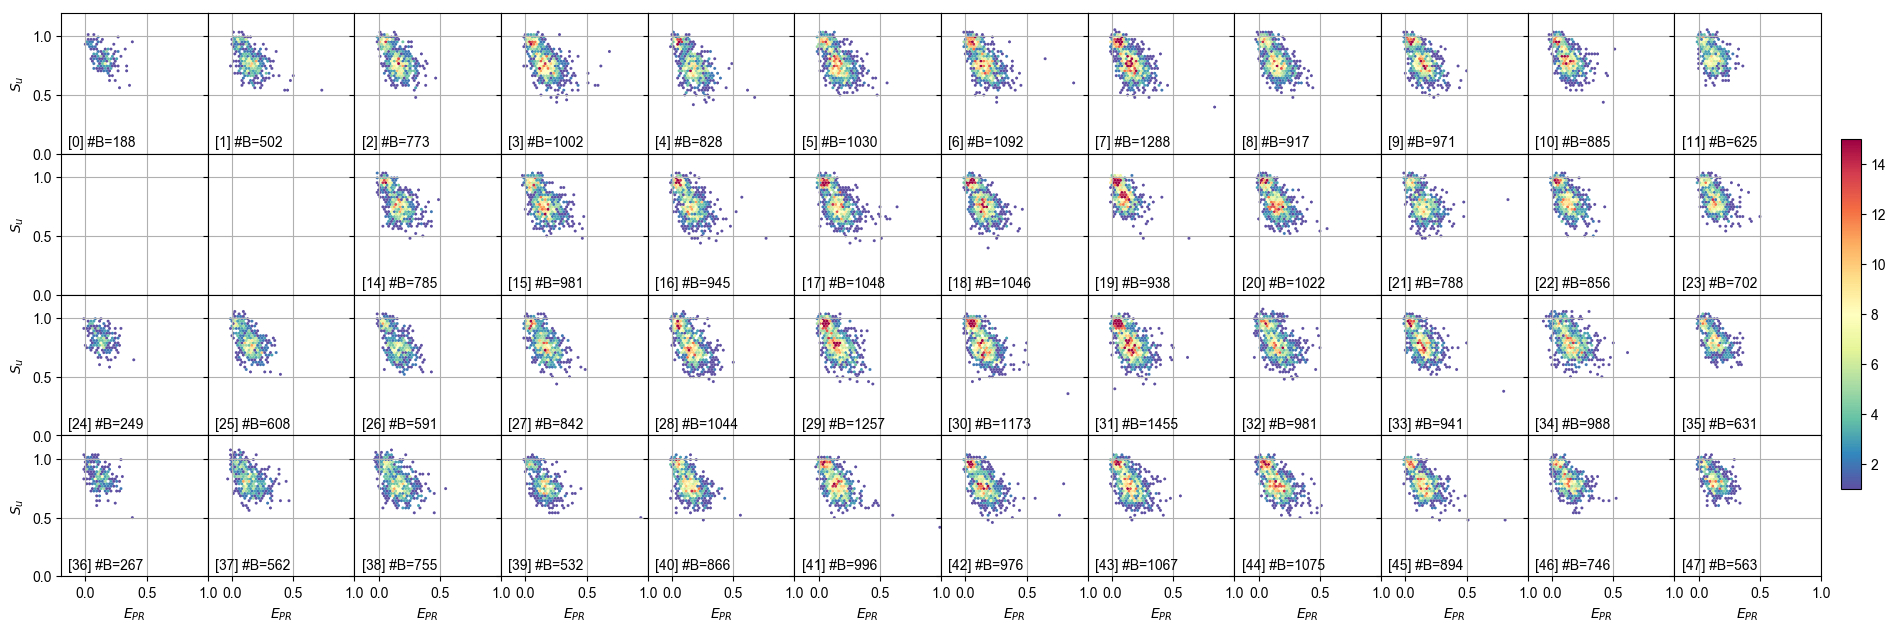 1.0
S_u
0.5
[0] #B=188 [1] #B=502 [2] #B=773 [3] #B=1002 [4] #B=828 [5] #B=1030 [6] #B=1092 [7] #B=1288 [8] #B=917 [9] #B=971 [10] #B=885 [11] #B=625
0.0
1.0
S_u
0.5
[14] #B=785 [15] #B=981 [16] #B=945 [17] #B=1048 [18] #B=1046 [19] #B=938 [20] #B=1022 [21] #B=788 [22] #B=856 [23] #B=702
0.0
1.0
S_u
0.5
[24] #B=249 [25] #B=608 [26] #B=591 [27] #B=842 [28] #B=1044 [29] #B=1257 [30] #B=1173 [31] #B=1455 [32] #B=981 [33] #B=941 [34] #B=988 [35] #B=631
0.0
1.0
S_u
0.5
[36] #B=267 [37] #B=562 [38] #B=755 [39] #B=532 [40] #B=866 [41] #B=996 [42] #B=976 [43] #B=1067 [44] #B=1075 [45] #B=894 [46] #B=746 [47] #B=563
0.0
0.0 0.5 1.0 0.0 0.5 1.0 0.0 0.5 1.0 0.0 0.5 1.0 0.0 0.5 1.0 0.0 0.5 1.0 0.0 0.5 1.0 0.0 0.5 1.0 0.0 0.5 1.0 0.0 0.5 1.0 0.0 0.5 1.0 0.0 0.5 1.0
E_PR E_PR E_PR E_PR E_PR E_PR E_PR E_PR E_PR E_PR E_PR E_PR
14
12
10
8
6
4
2